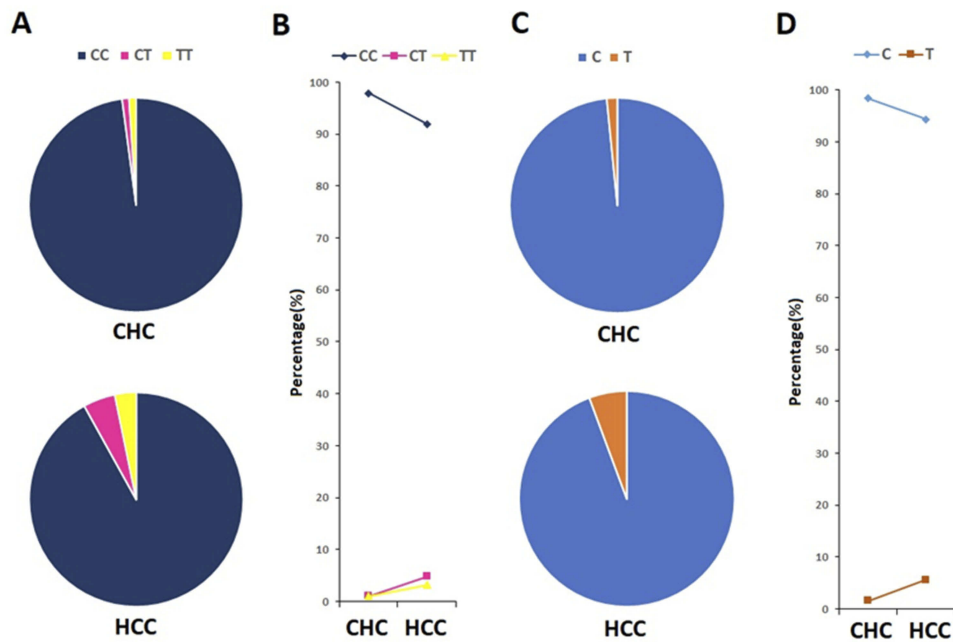 A
CC CT TT
CHC
HCC
B
CC CT TT
Percentage(%)
100
90
80
70
60
50
40
30
20
10
0
CHC HCC
C
C T
CHC
HCC
D
C T
Percentage(%)
100
90
80
70
60
50
40
30
20
10
0
CHC HCC